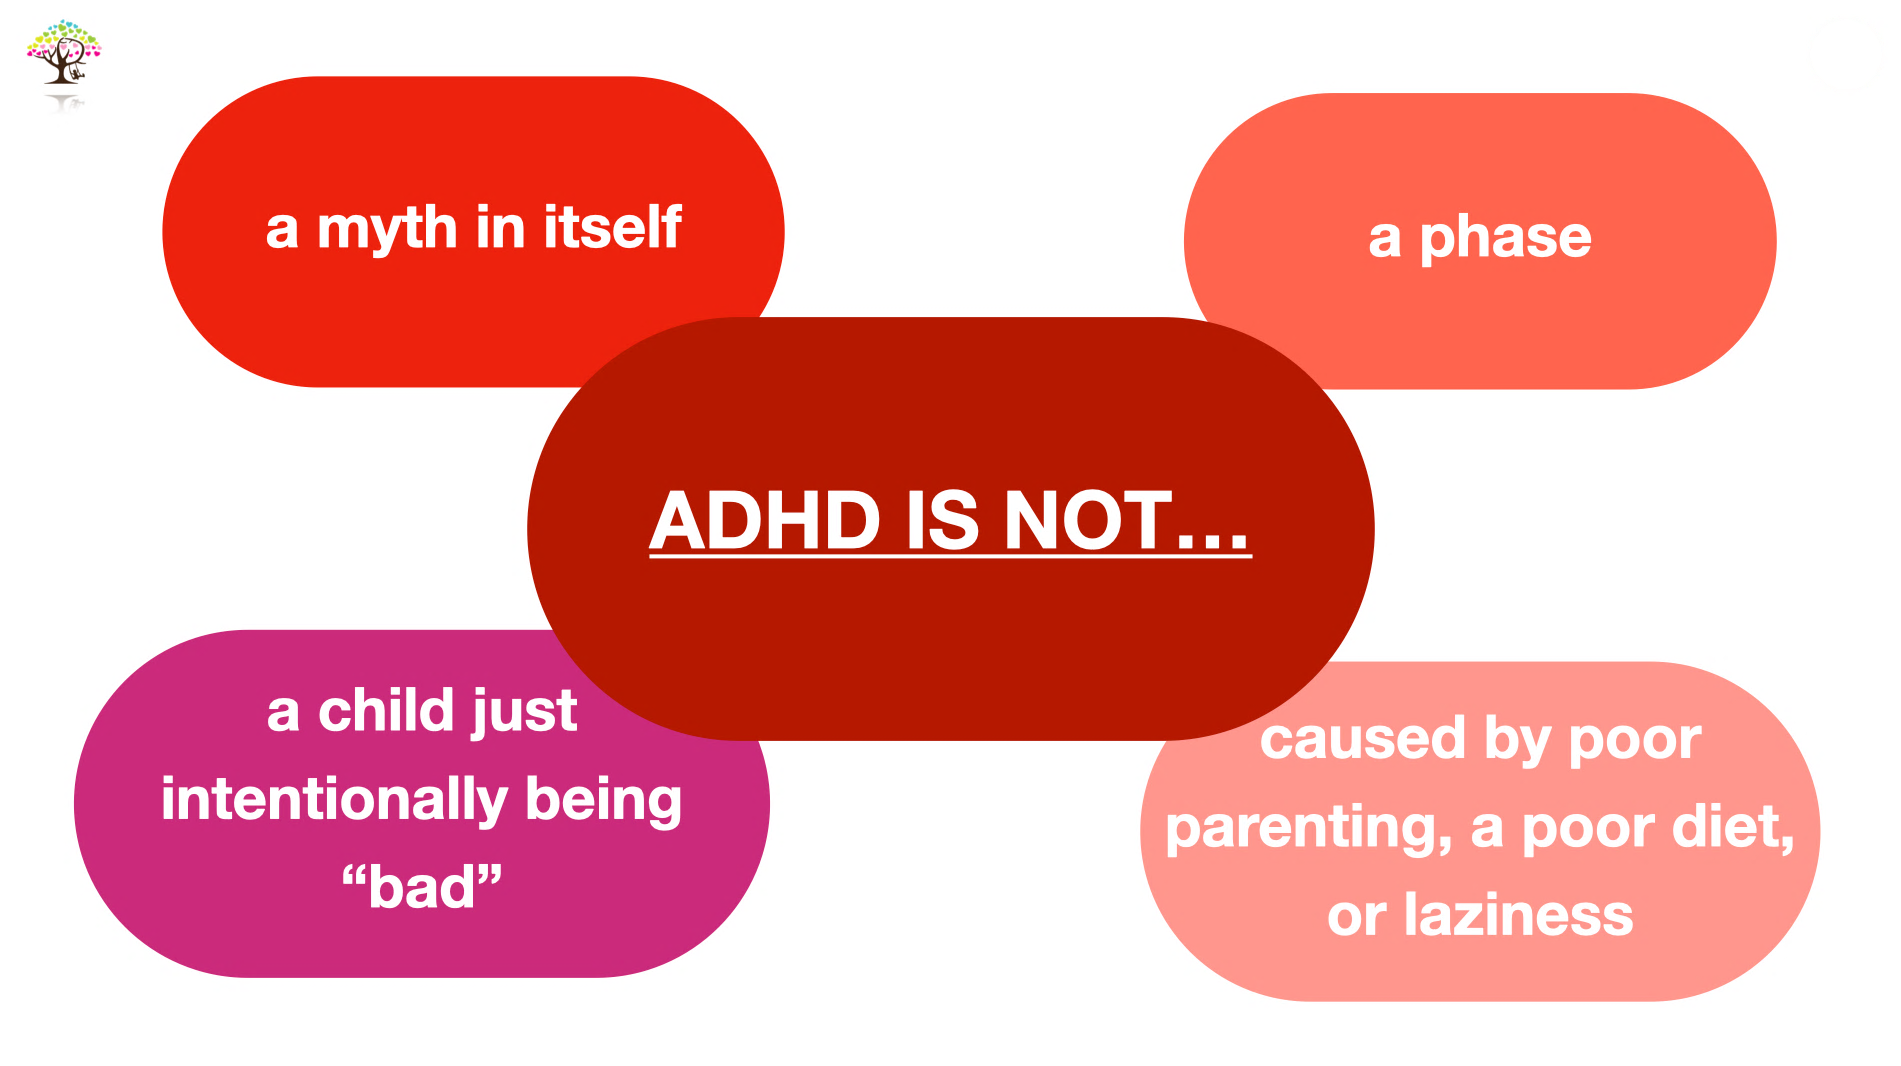 a myth in itself
a phase
ADHD IS NOT...
a child just
intentionally being
“bad”
caused by poor
parenting, a poor diet,
or laziness